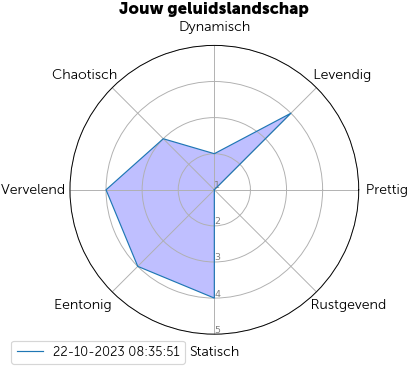 Jouw geluidslandschap
Dynamisch
Chaotisch
Levendig
Vervelend
1
Prettig
2
3
4
Eentonig
Rustgevend
5
22-10-2023 08:35:51
Statisch